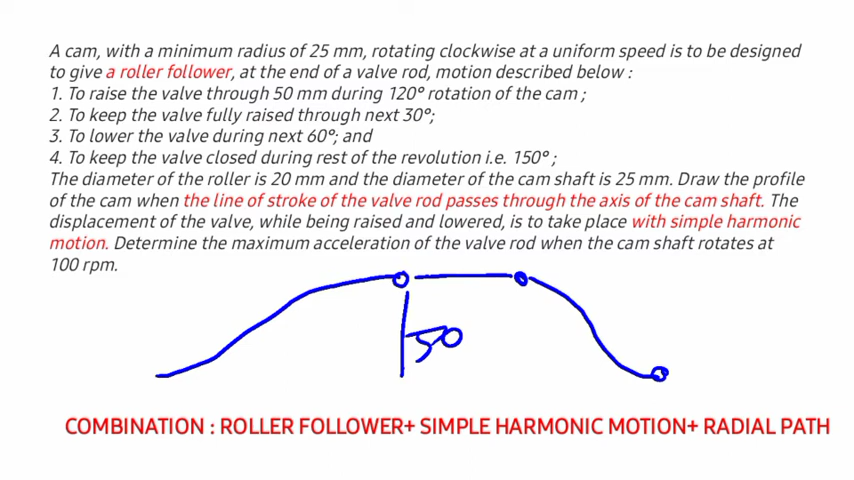 A cam, with a minimum radius of 25 mm, rotating clockwise at a uniform speed is to be designed
to give a roller follower, at the end of a valve rod, motion described below :
1. To raise the valve through 50 mm during 120° rotation of the cam ;
2. To keep the valve fully raised through next 30°;
3. To lower the valve during next 60°; and
4. To keep the valve closed during rest of the revolution i.e. 150° ;
The diameter of the roller is 20 mm and the diameter of the cam shaft is 25 mm. Draw the profile
of the cam when the line of stroke of the valve rod passes through the axis of the cam shaft. The
displacement of the valve, while being raised and lowered, is to take place with simple harmonic
motion. Determine the maximum acceleration of the valve rod when the cam shaft rotates at
100 rpm.
50
COMBINATION : ROLLER FOLLOWER+ SIMPLE HARMONIC MOTION+ RADIAL PATH